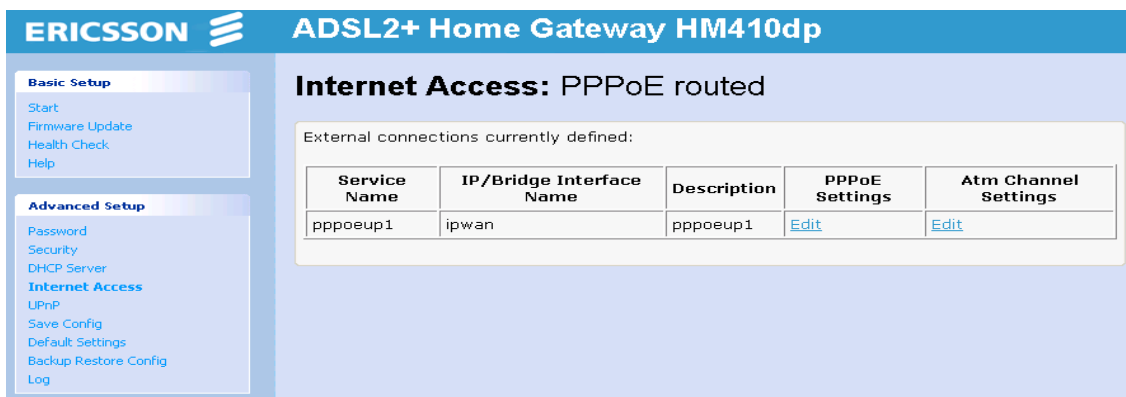 ERICSSON
ADSL2+ Home Gateway HM410dp
Basic Setup
Start
Firmware Update
Health Check
Help
Advanced Setup
Password
Security
DHCP Server
Internet Access
UPnP
Save Config
Default Settings
Backup Restore Config
Log
Internet Access: PPPoE routed
External connections currently defined:
Service Name IP/Bridge Interface Name Description PPPoE Settings Atm Channel Settings
pppoeup1 ipwan pppoeup1 Edit Edit